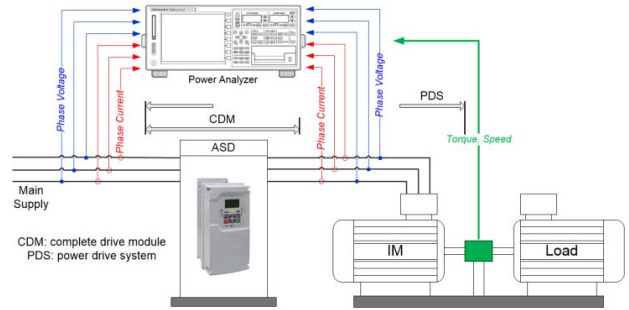 Power Analyzer
Phase Voltage
Phase Current
Phase Current
Phase Voltage
CDM
PDS
ASD
Torque, Speed
Main
Supply
CDM: complete drive module
PDS: power drive system
IM
Load